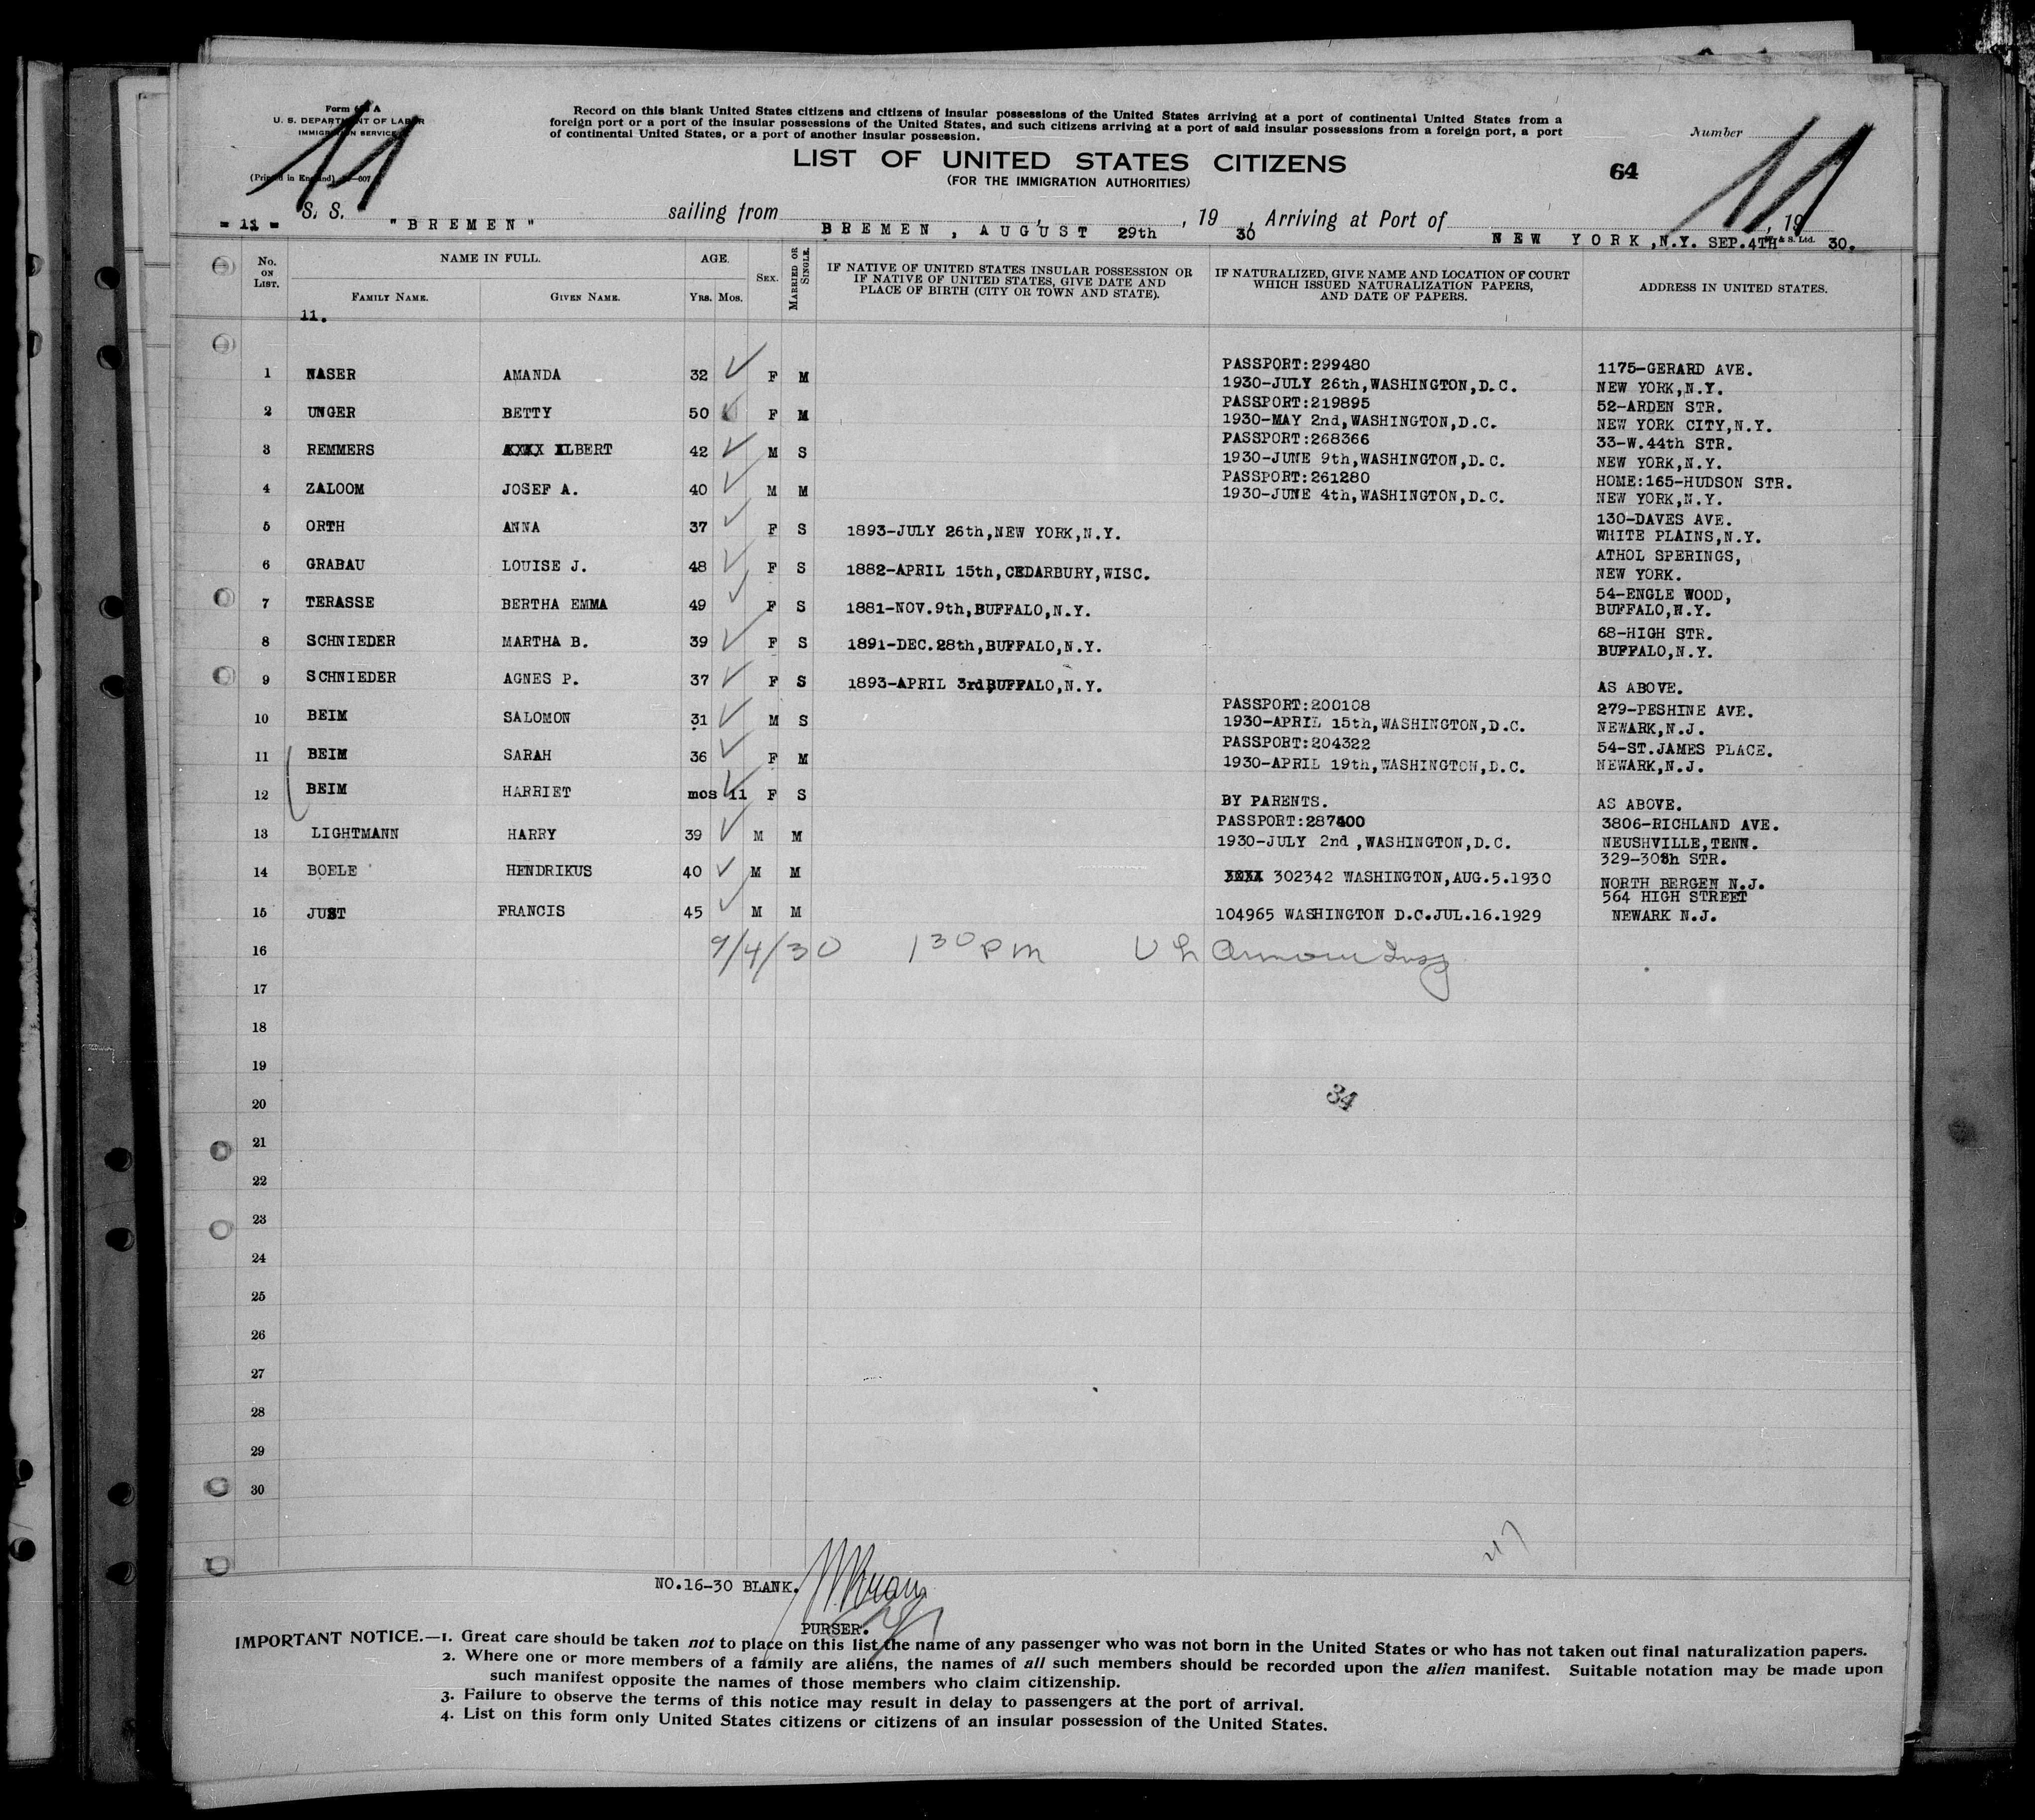 Form 6 A
U. S. DEPARTMENT OF LABOR
IMMIGRATION SERVICE
(Printed in England) 607
Record on this blank United States citizens and citizens of insular possessions of the United States arriving at a port of continental United States from a
foreign port or a port of the insular possessions of the United States, and such citizens arriving at a port of said insular possessions from a foreign port, a port
of continental United States, or a port of another insular possession.
Number
11
11
LIST OF UNITED STATES CITIZENS
(FOR THE IMMIGRATION AUTHORITIES)
64
S. S. sailing from , , 19 , Arriving at Port of , 19
- 11 - "BREMEN" BREMEN, AUGUST 29th 30 NEW YORK,N.Y. SEP.4TH & S. Ltd. 30.
No. ON LIST. NAME IN FULL. AGE. SEX. MARRIED OR SINGLE. IF NATIVE OF UNITED STATES INSULAR POSSESSION OR IF NATIVE OF UNITED STATES, GIVE DATE AND PLACE OF BIRTH (CITY OR TOWN AND STATE). IF NATURALIZED, GIVE NAME AND LOCATION OF COURT WHICH ISSUED NATURALIZATION PAPERS, AND DATE OF PAPERS. ADDRESS IN UNITED STATES.
FAMILY NAME. GIVEN NAME. YRS. MOS.
11.
PASSPORT:299480 1175-GERARD AVE.
1 NASER AMANDA 32 F M 1930-JULY 26th,WASHINGTON,D.C. NEW YORK,N.Y.
PASSPORT:219895 52-ARDEN STR.
2 UNGER BETTY 50 F M 1930-MAY 2nd,WASHINGTON,D.C. NEW YORK CITY,N.Y.
PASSPORT:268366 33-W.44th STR.
3 REMMERS XXXX ALBERT 42 M S 1930-JUNE 9th,WASHINGTON,D.C. NEW YORK,N.Y.
PASSPORT:261280 HOME:165-HUDSON STR.
4 ZALOOM JOSEF A. 40 M M 1930-JUNE 4th,WASHINGTON,D.C. NEW YORK,N.Y.
130-DAVES AVE.
5 ORTH ANNA 37 F S 1893-JULY 26th,NEW YORK,N.Y. WHITE PLAINS,N.Y.
ATHOL SPERINGS,
6 GRABAU LOUISE J. 48 F S 1882-APRIL 15th,CEDARBURY,WISC. NEW YORK.
54-ENGLE WOOD,
7 TERASSE BERTHA EMMA 49 F S 1881-NOV.9th,BUFFALO,N.Y. BUFFALO,N.Y.
68-HIGH STR.
8 SCHNIEDER MARTHA B. 39 F S 1891-DEC.28th,BUFFALO,N.Y. BUFFALO,N.Y.
9 SCHNIEDER AGNES P. 37 F S 1893-APRIL 3rd,BUFFALO,N.Y. AS ABOVE.
PASSPORT:200108 279-PESHINE AVE.
10 BEIM SALOMON 31 M S 1930-APRIL 15th,WASHINGTON,D.C. NEWARK,N.J.
PASSPORT:204322 54-ST.JAMES PLACE.
11 BEIM SARAH 36 F M 1930-APRIL 19th,WASHINGTON,D.C. NEWARK,N.J.
12 BEIM HARRIET mos 11 F S BY PARENTS. AS ABOVE.
PASSPORT:287400 3806-RICHLAND AVE.
13 LIGHTMANN HARRY 39 M M 1930-JULY 2nd ,WASHINGTON,D.C. NEUSHVILLE,TENN.
329-30th STR.
14 BOELE HENDRIKUS 40 M M 302342 WASHINGTON,AUG.5.1930 NORTH BERGEN N.J.
564 HIGH STREET
15 JUST FRANCIS 45 M M 104965 WASHINGTON D.C.JUL.16.1929 NEWARK N.J.
16 9/4/30 1 30 PM Armour Insp
17
18
19
20
34
21
22
23
24
25
26
27
28
29
30
NO.16-30 BLANK.
PURSER.
IMPORTANT NOTICE.—1. Great care should be taken not to place on this list the name of any passenger who was not born in the United States or who has not taken out final naturalization papers.
2. Where one or more members of a family are aliens, the names of all such members should be recorded upon the alien manifest. Suitable notation may be made upon
such manifest opposite the names of those members who claim citizenship.
3. Failure to observe the terms of this notice may result in delay to passengers at the port of arrival.
4. List on this form only United States citizens or citizens of an insular possession of the United States.